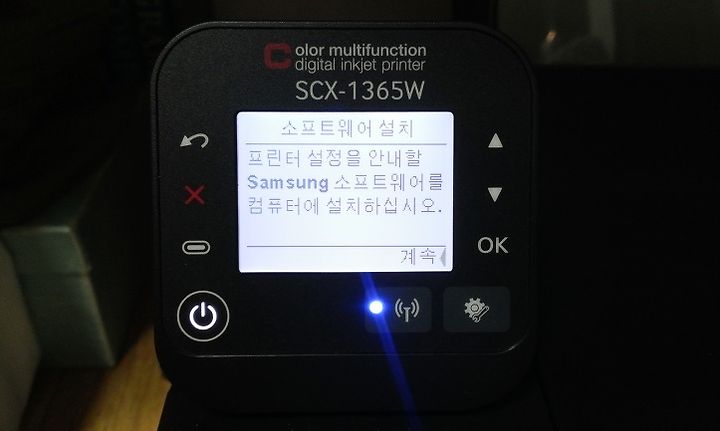 Color multifunction
digital inkjet printer
SCX-1365W
소프트웨어 설치
프린터 설정을 안내할
Samsung 소프트웨어를
컴퓨터에 설치하십시오.
계속
OK